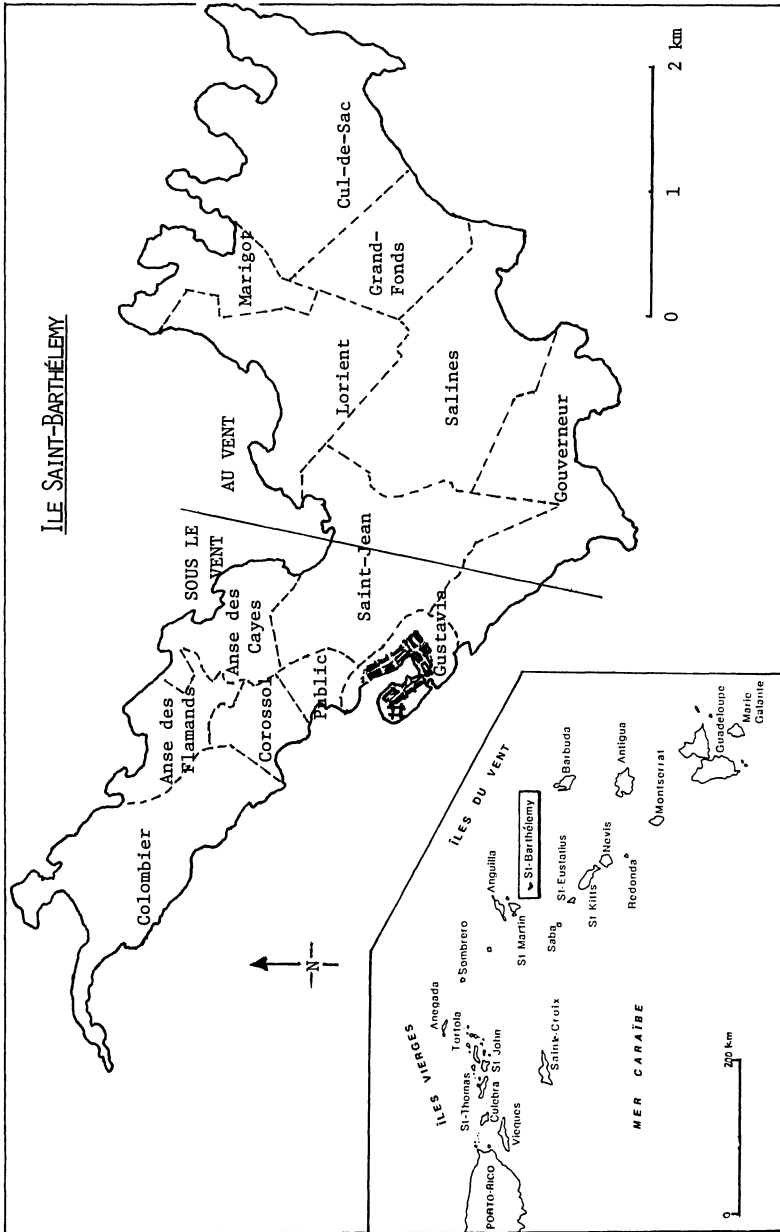 ILE SAINT-BARTHÉLEMY
AU VENT
SOUS LE
VENT
Colombier
Anse des
Flamands
Anse des
Cayes
Corossol
Public
Gustavia
Saint-Jean
Lorient
Marigot
Cul-de-Sac
Grand-
Fonds
Salines
Gouverneur
0 1 2 km
-N-
ÎLES VIERGES
ÎLES DU VENT
PORTO-RICO
Vieques
Culebra
St-Thomas
St John
Tortola
Anegada
Sainte-Croix
Sombrero
Anguilla
St Martin
St-Barthélemy
Saba
St-Eustatius
St Kitts
Nevis
Redonda
Barbuda
Antigua
Montserrat
Guadeloupe
Marie
Galante
MER CARAÏBE
0 200 km